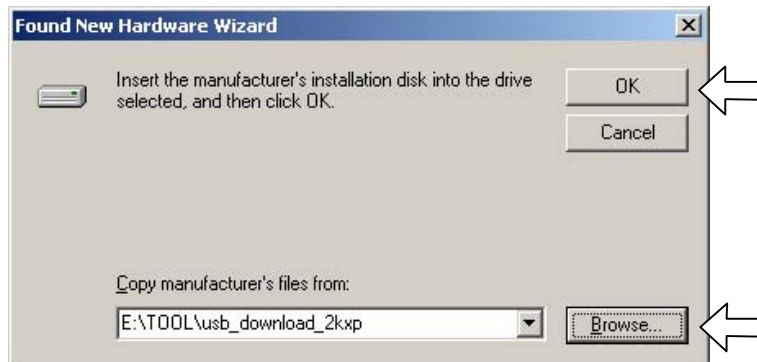 Found New Hardware Wizard
Insert the manufacturer's installation disk into the drive
selected, and then click OK.
OK
Cancel
Copy manufacturer's files from:
E:\TOOL\usb_download_2kxp
Browse...